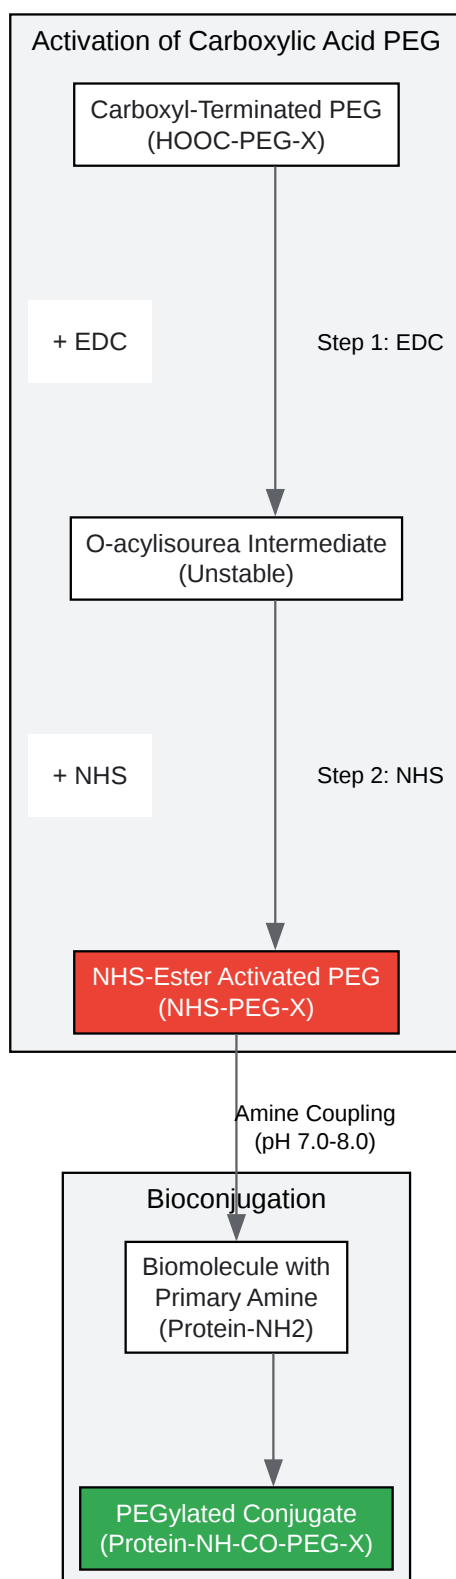 Activation of Carboxylic Acid PEG
Carboxyl-Terminated PEG
(HOOC-PEG-X)
+ EDC
Step 1: EDC
O-acylisourea Intermediate
(Unstable)
+ NHS
Step 2: NHS
NHS-Ester Activated PEG
(NHS-PEG-X)
Amine Coupling
(pH 7.0-8.0)
Bioconjugation
Biomolecule with
Primary Amine
(Protein-NH2)
PEGylated Conjugate
(Protein-NH-CO-PEG-X)